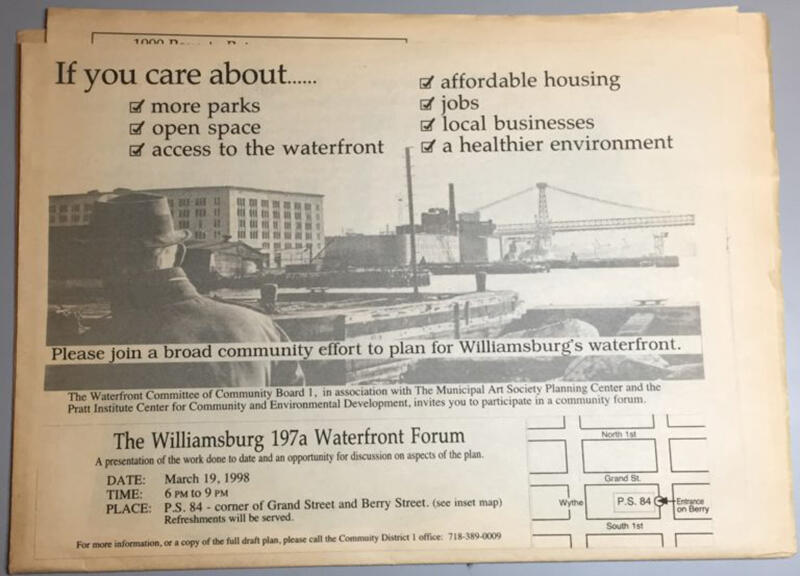 If you care about......
☑ more parks
☑ open space
☑ access to the waterfront
☑ affordable housing
☑ jobs
☑ local businesses
☑ a healthier environment
Please join a broad community effort to plan for Williamsburg's waterfront.
The Waterfront Committee of Community Board 1, in association with The Municipal Art Society Planning Center and the
Pratt Institute Center for Community and Environmental Development, invites you to participate in a community forum.
The Williamsburg 197a Waterfront Forum
A presentation of the work done to date and an opportunity for discussion on aspects of the plan.
DATE: March 19, 1998
TIME: 6 PM to 9 PM
PLACE: P.S. 84 - corner of Grand Street and Berry Street. (see inset map)
Refreshments will be served.
For more information, or a copy of the full draft plan, please call the Commuity District 1 office: 718-389-0009
North 1st
Grand St.
Wythe
P.S. 84
Entrance
on Berry
South 1st